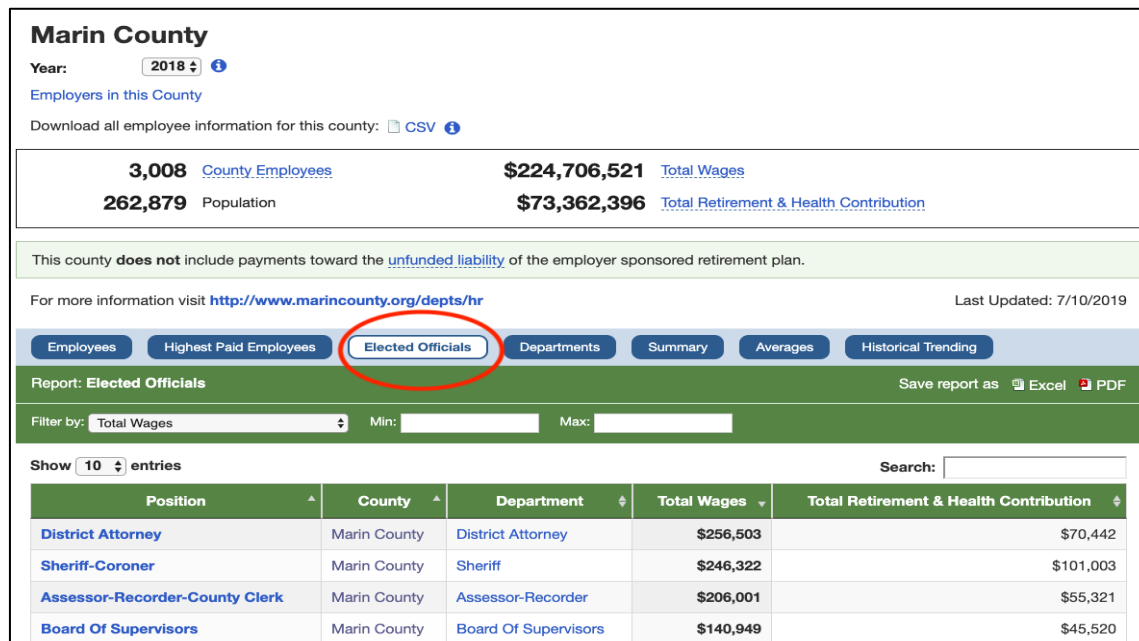 Marin County
Year: 2018
Employers in this County
Download all employee information for this county: CSV
3,008 County Employees $224,706,521 Total Wages
262,879 Population $73,362,396 Total Retirement & Health Contribution
This county does not include payments toward the unfunded liability of the employer sponsored retirement plan.
For more information visit http://www.marincounty.org/depts/hr Last Updated: 7/10/2019
Employees Highest Paid Employees Elected Officials Departments Summary Averages Historical Trending
Report: Elected Officials Save report as Excel PDF
Filter by: Total Wages Min: Max:
Show 10 entries Search:
Position County Department Total Wages Total Retirement & Health Contribution
District Attorney Marin County District Attorney $256,503 $70,442
Sheriff-Coroner Marin County Sheriff $246,322 $101,003
Assessor-Recorder-County Clerk Marin County Assessor-Recorder $206,001 $55,321
Board Of Supervisors Marin County Board Of Supervisors $140,949 $45,520